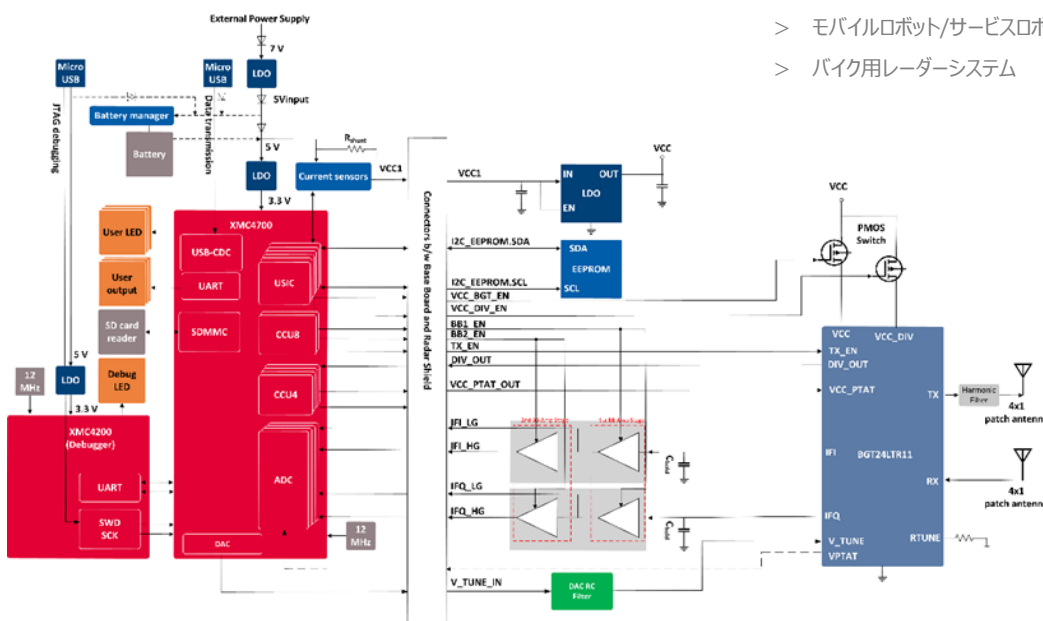 > モバイルロボット/サービスロボ
> バイク用レーダーシステム
External Power Supply
7 V
Micro
USB
Micro
USB
LDO
5Vinput
Battery manager
Battery
JTAG debugging
Data transmission
5 V
LDO
3.3 V
Rshunt
Current sensors
VCC1
XMC4700
User LED
USB-CDC
User
output
UART
USIC
SD card
reader
SDMMC
CCU8
5 V
12
MHz
LDO
Debug
LED
CCU4
3.3 V
XMC4200
(Debugger)
UART
ADC
SWD
SCK
DAC
12
MHz
Connectors b/w Base Board and Radar Shield
VCC1
IN
OUT
LDO
EN
VCC
I2C_EEPROM.SDA
SDA
EEPROM
I2C_EEPROM.SCL
SCL
VCC_BGT_EN
VCC_DIV_EN
BB1_EN
BB2_EN
TX_EN
DIV_OUT
VCC_PTAT_OUT
IFI_LG
IFI_HG
IFQ_LG
IFQ_HG
V_TUNE_IN
DAC RC
Filter
VCC
PMOS
Switch
VCC
VCC_DIV
TX_EN
DIV_OUT
VCC_PTAT
TX
Harmonic
Filter
4x1
patch antenn
IFI
BGT24LTR11
RX
4x1
patch antenn
IFQ
V_TUNE
RTUNE
VPTAT